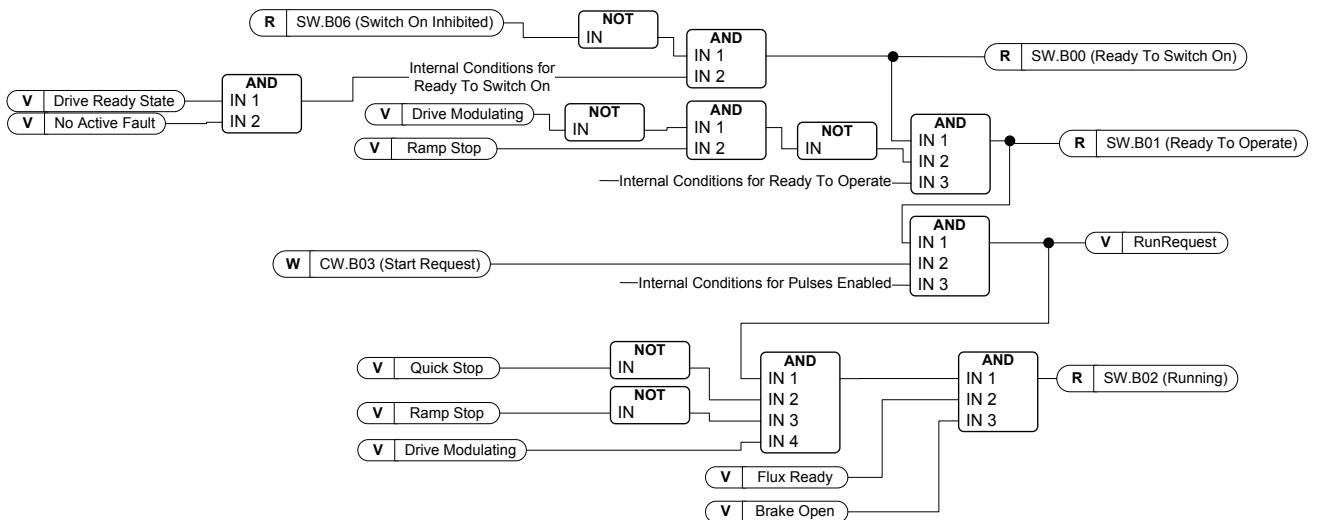 R SW.B06 (Switch On Inhibited)
NOT
IN
AND
IN 1
IN 2
R SW.B00 (Ready To Switch On)
Internal Conditions for
Ready To Switch On
AND
IN 1
IN 2
V Drive Ready State
V No Active Fault
V Drive Modulating
NOT
IN
AND
IN 1
IN 2
V Ramp Stop
NOT
IN
AND
IN 1
IN 2
IN 3
R SW.B01 (Ready To Operate)
Internal Conditions for Ready To Operate
AND
IN 1
IN 2
IN 3
V RunRequest
W CW.B03 (Start Request)
Internal Conditions for Pulses Enabled
V Quick Stop
NOT
IN
V Ramp Stop
NOT
IN
V Drive Modulating
AND
IN 1
IN 2
IN 3
IN 4
AND
IN 1
IN 2
IN 3
R SW.B02 (Running)
V Flux Ready
V Brake Open